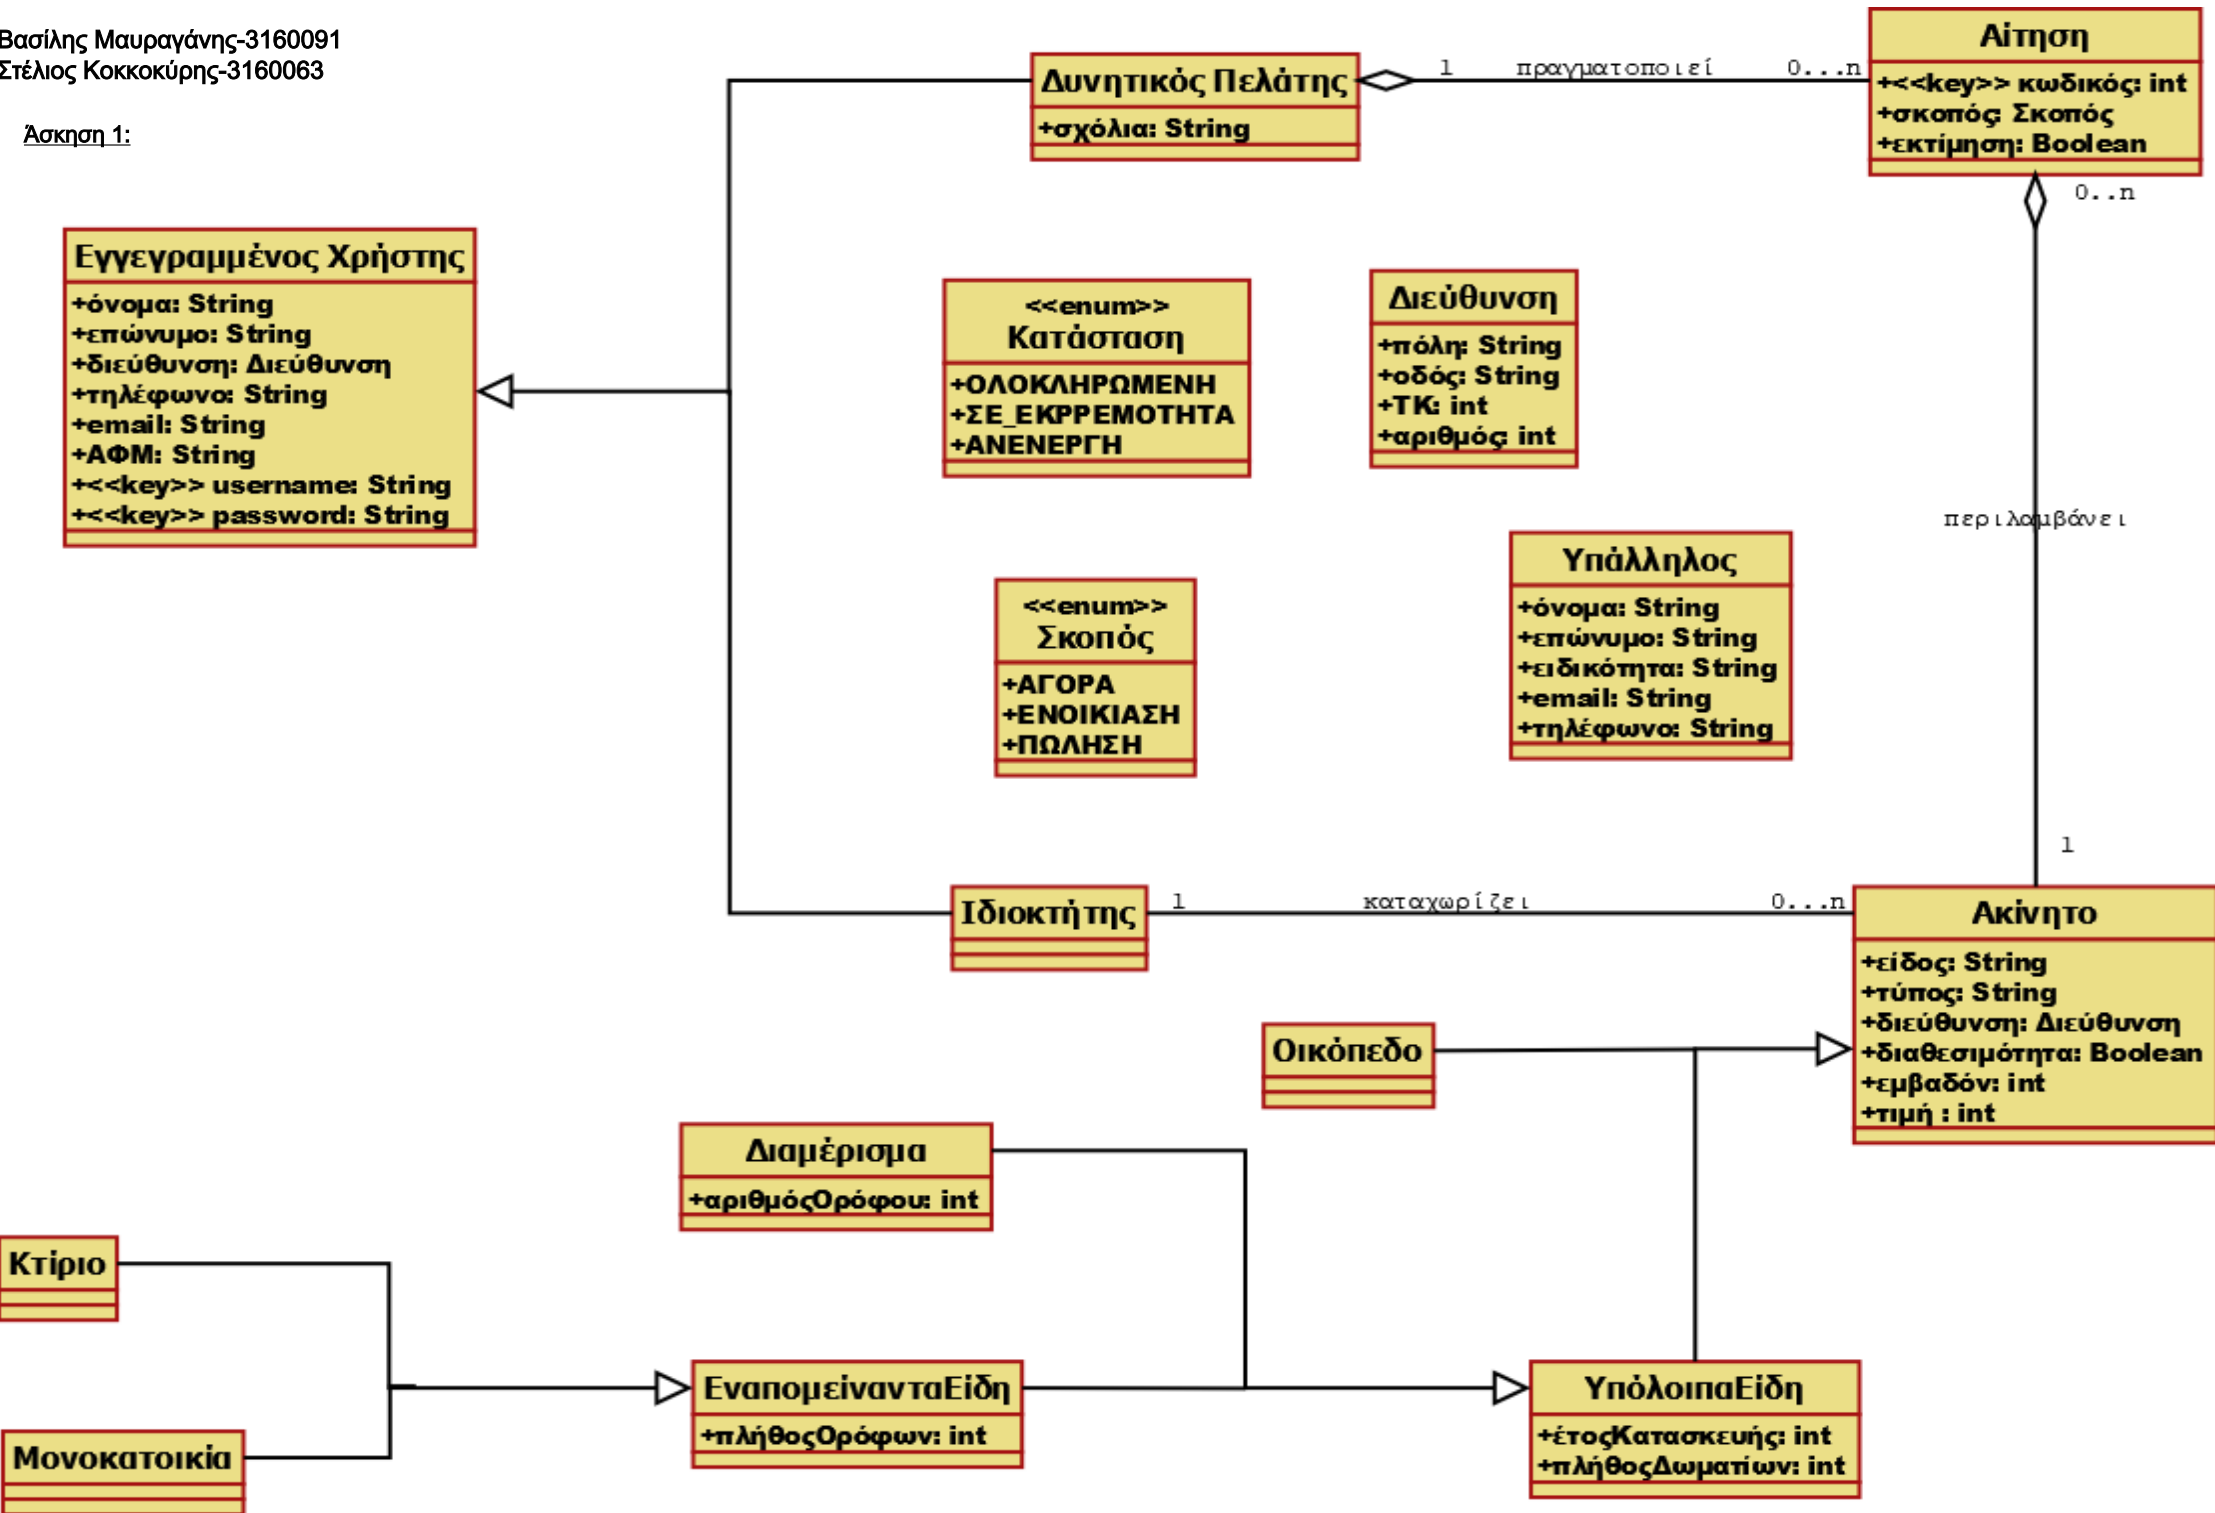 Βασίλης Μαυραγάνης-3160091
Στέλιος Κοκκοκύρης-3160063
Άσκηση 1:
Δυνητικός Πελάτης
+σχόλια: String
1 πραγματοποιεί 0...n
Αίτηση
+<<key>> κωδικός: int
+σκοπός: Σκοπός
+εκτίμηση: Boolean
0..n
Εγγεγραμμένος Χρήστης
+όνομα: String
+επώνυμο: String
+διεύθυνση: Διεύθυνση
+τηλέφωνο: String
+email: String
+ΑΦΜ: String
+<<key>> username: String
+<<key>> password: String
<<enum>>
Κατάσταση
+ΟΛΟΚΛΗΡΩΜΕΝΗ
+ΣΕ_ΕΚΡΡΕΜΟΤΗΤΑ
+ΑΝΕΝΕΡΓΗ
Διεύθυνση
+πόλη: String
+οδός: String
+ΤΚ: int
+αριθμός: int
περιλαμβάνει
<<enum>>
Σκοπός
+ΑΓΟΡΑ
+ΕΝΟΙΚΙΑΣΗ
+ΠΩΛΗΣΗ
Υπάλληλος
+όνομα: String
+επώνυμο: String
+ειδικότητα: String
+email: String
+τηλέφωνο: String
1
Ιδιοκτήτης
1 καταχωρίζει 0...n
Ακίνητο
+είδος: String
+τύπος: String
+διεύθυνση: Διεύθυνση
+διαθεσιμότητα: Boolean
+εμβαδόν: int
+τιμή : int
Οικόπεδο
Διαμέρισμα
+αριθμόςΟρόφου: int
Κτίριο
Μονοκατοικία
ΕναπομείνανταΕίδη
+πλήθοςΟρόφων: int
ΥπόλοιπαΕίδη
+έτοςΚατασκευής: int
+πλήθοςΔωματίων: int